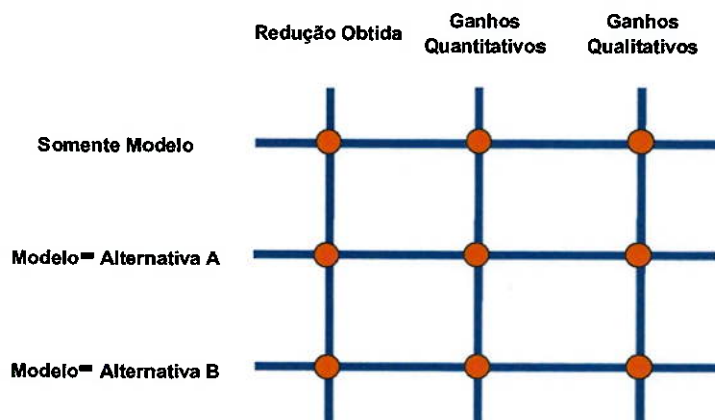 Redução Obtida
Ganhos
Quantitativos
Ganhos
Qualitativos
Somente Modelo
Modelo= Alternativa A
Modelo= Alternativa B